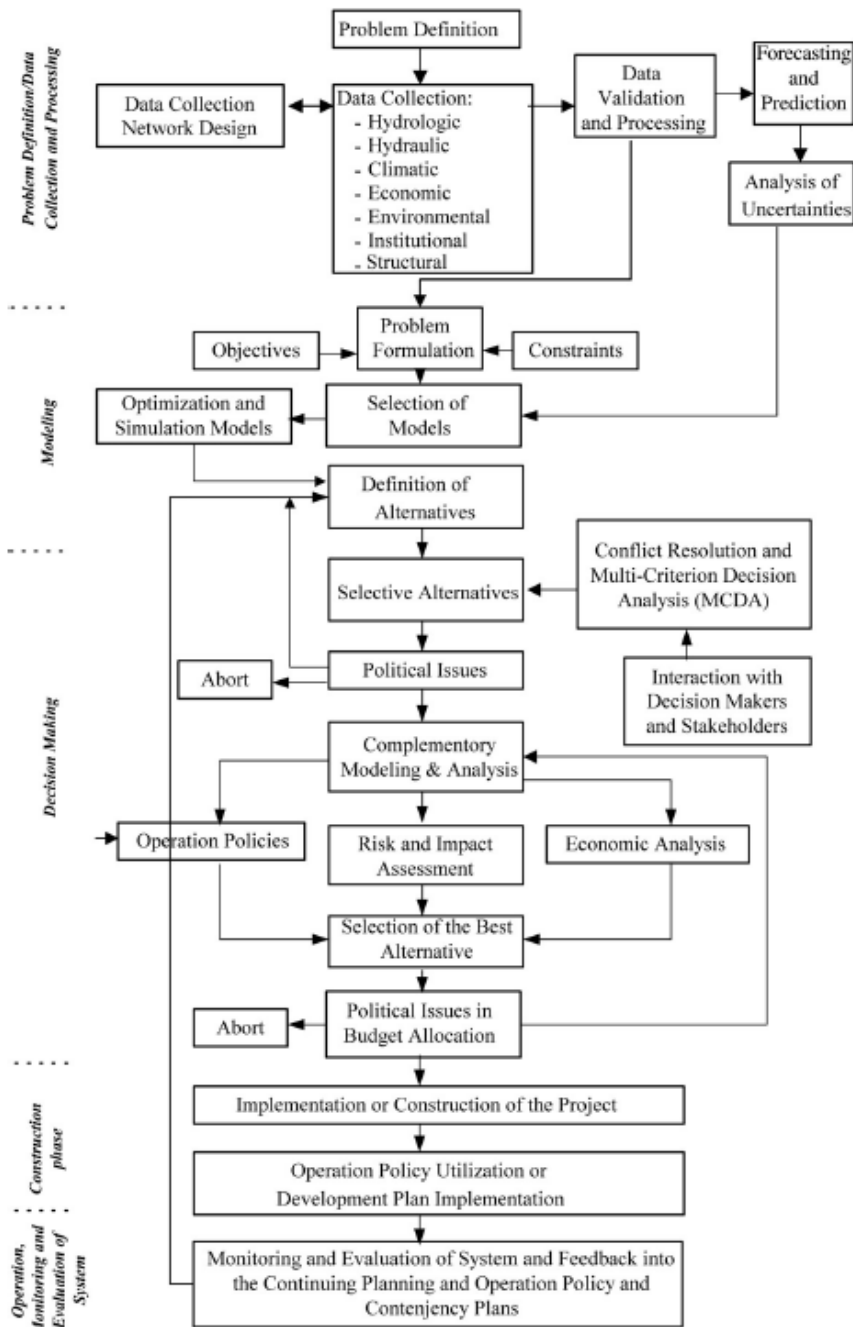 Problem Definition
Data Collection
Network Design
Data Collection:
- Hydrologic
- Hydraulic
- Climatic
- Economic
- Environmental
- Institutional
- Structural
Data
Validation
and Processing
Forecasting
and
Prediction
Analysis of
Uncertainties
Problem Definition/Data
Collection and Processing
Objectives
Problem
Formulation
Constraints
Optimization and
Simulation Models
Selection of
Models
Modeling
Definition of
Alternatives
Conflict Resolution and
Multi-Criterion Decision
Analysis (MCDA)
Selective Alternatives
Abort
Political Issues
Interaction with
Decision Makers
and Stakeholders
Complementory
Modeling & Analysis
Decision Making
Operation Policies
Risk and Impact
Assessment
Economic Analysis
Selection of the Best
Alternative
Abort
Political Issues in
Budget Allocation
Implementation or Construction of the Project
Construction
phase
Operation Policy Utilization or
Development Plan Implementation
Operation,
Monitoring and
Evaluation of
System
Monitoring and Evaluation of System and Feedback into
the Continuing Planning and Operation Policy and
Contenjency Plans